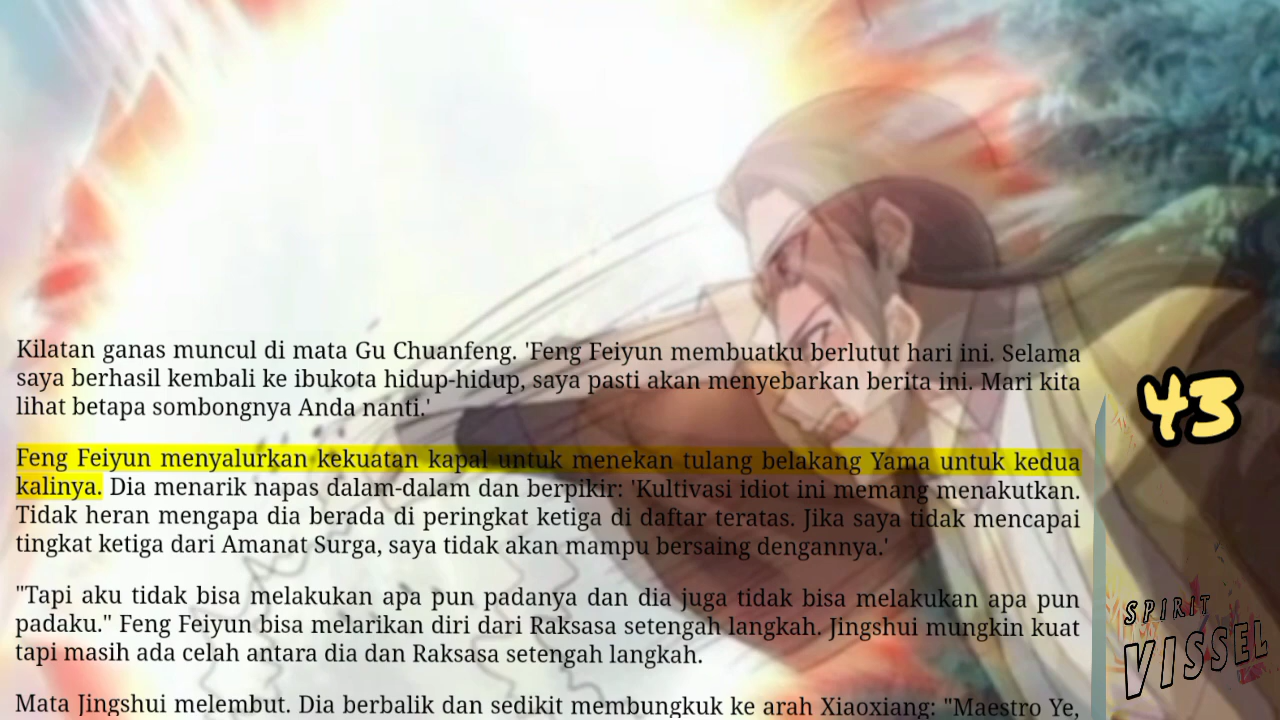 Kilatan ganas muncul di mata Gu Chuanfeng. 'Feng Feiyun membuatku berlutut hari ini. Selama
saya berhasil kembali ke ibukota hidup-hidup, saya pasti akan menyebarkan berita ini. Mari kita
lihat betapa sombongnya Anda nanti.'
Feng Feiyun menyalurkan kekuatan kapal untuk menekan tulang belakang Yama untuk kedua
kalinya. Dia menarik napas dalam-dalam dan berpikir: 'Kultivasi idiot ini memang menakutkan.
Tidak heran mengapa dia berada di peringkat ketiga di daftar teratas. Jika saya tidak mencapai
tingkat ketiga dari Amanat Surga, saya tidak akan mampu bersaing dengannya.'
"Tapi aku tidak bisa melakukan apa pun padanya dan dia juga tidak bisa melakukan apa pun
padaku." Feng Feiyun bisa melarikan diri dari Raksasa setengah langkah. Jingshui mungkin kuat
tapi masih ada celah antara dia dan Raksasa setengah langkah.
Mata Jingshui melembut. Dia berbalik dan sedikit membungkuk ke arah Xiaoxiang: "Maestro Ye,
43
SPIRIT
VISSEL